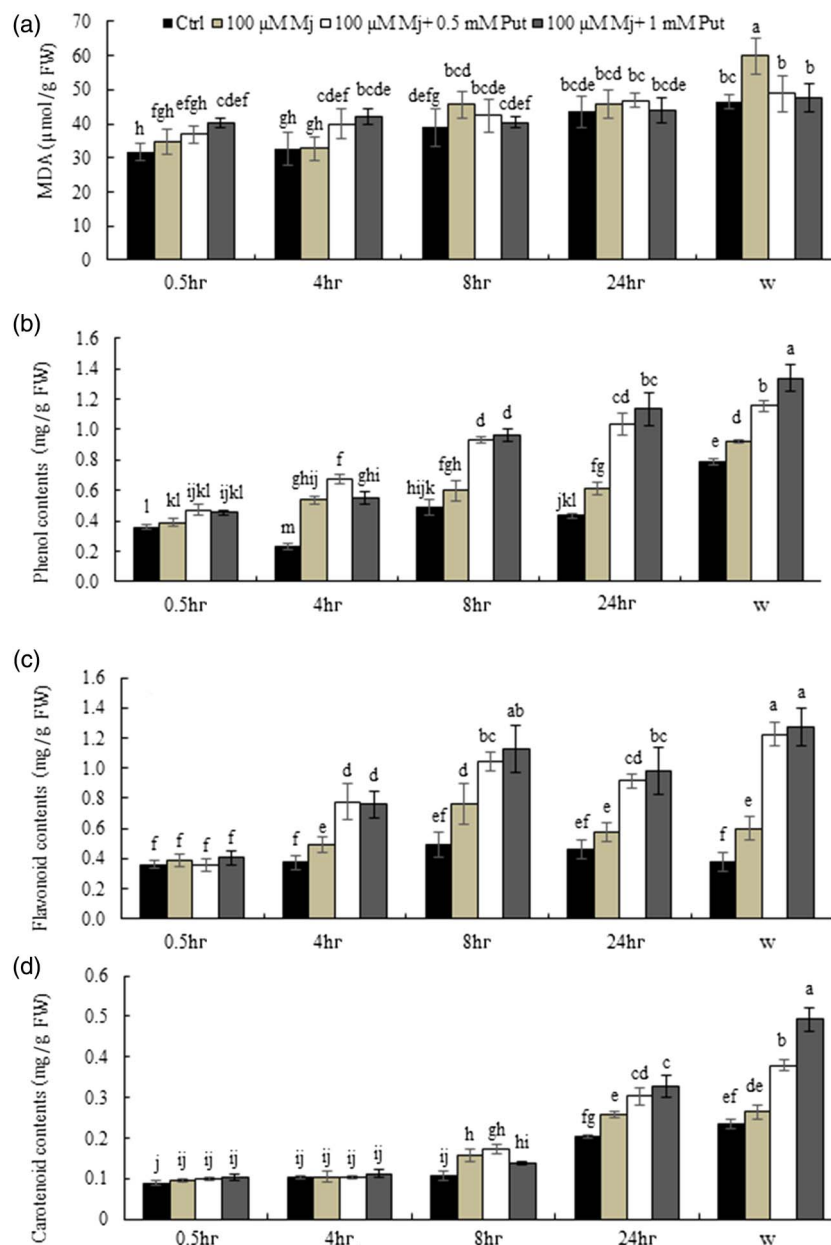 (a)
Ctrl 100 μM Mj 100 μM Mj+ 0.5 mM Put 100 μM Mj+ 1 mM Put
MDA (μmol/g FW)
70
60
50
40
30
20
10
0
h fgh efgh cdef gh gh cdef bcde defg bcd bcde cdef bcde bcd bc bcde bc a b b
0.5hr 4hr 8hr 24hr w
(b)
Phenol contents (mg/g FW)
1.6
1.4
1.2
1.0
0.8
0.6
0.4
0.2
0.0
l kl ijkl ijkl m ghij f ghi hijk fgh d d jkl fg cd bc e d b a
0.5hr 4hr 8hr 24hr w
(c)
Flavonoid contents (mg/g FW)
1.6
1.4
1.2
1.0
0.8
0.6
0.4
0.2
0.0
f f f f f e d d ef d bc ab ef e cd bc f e a a
0.5hr 4hr 8hr 24hr w
(d)
Carotenoid contents (mg/g FW)
0.6
0.5
0.4
0.3
0.2
0.1
0
j ij ij ij ij ij ij ij ij h gh hi fg e cd c ef de b a
0.5hr 4hr 8hr 24hr w